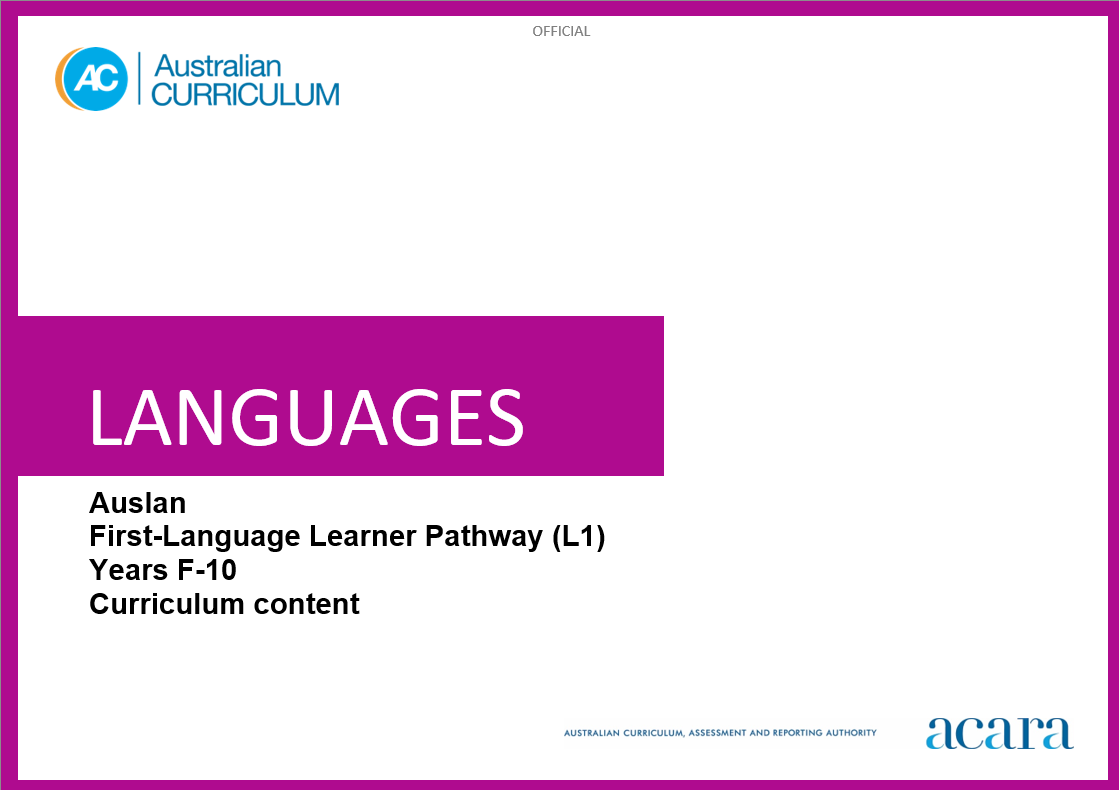 OFFICIAL
AC
Australian
CURRICULUM
LANGUAGES
Auslan
First-Language Learner Pathway (L1)
Years F-10
Curriculum content
AUSTRALIAN CURRICULUM, ASSESSMENT AND REPORTING AUTHORITY
acara